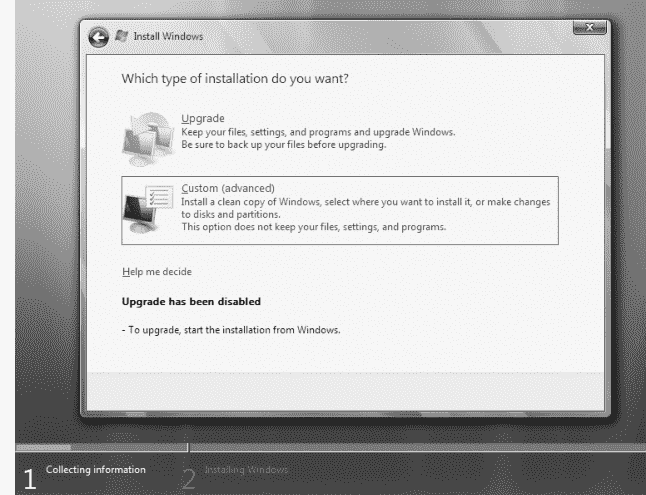 Install Windows
Which type of installation do you want?
Upgrade
Keep your files, settings, and programs and upgrade Windows.
Be sure to back up your files before upgrading.
Custom (advanced)
Install a clean copy of Windows, select where you want to install it, or make changes
to disks and partitions.
This option does not keep your files, settings, and programs.
Help me decide
Upgrade has been disabled
- To upgrade, start the installation from Windows.
1 Collecting information
2 Installing Windows